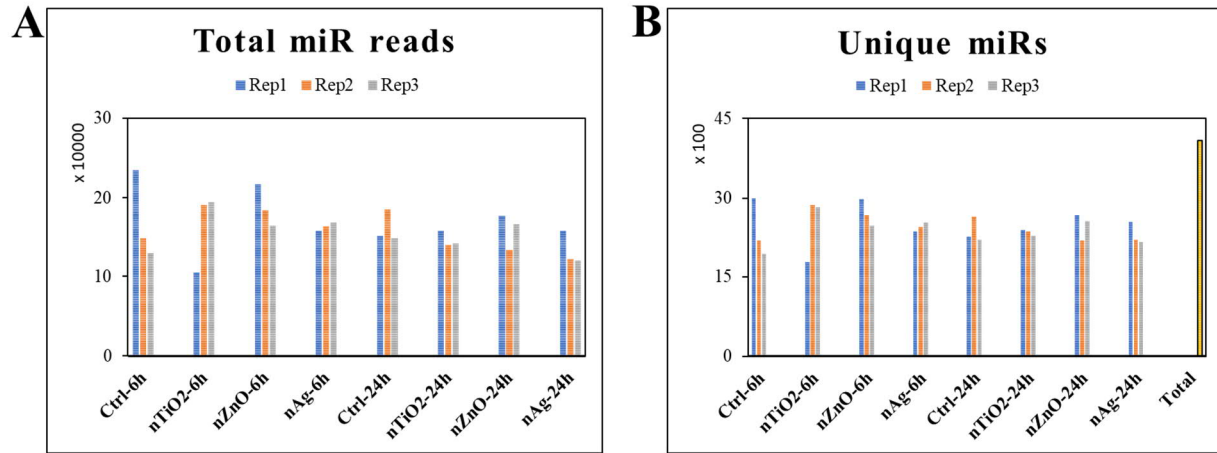 A
Total miR reads
Rep1 Rep2 Rep3
x 10000
30
20
10
0
Ctrl-6h
nTiO2-6h
nZnO-6h
nAg-6h
Ctrl-24h
nTiO2-24h
nZnO-24h
nAg-24h
B
Unique miRs
Rep1 Rep2 Rep3
x 100
45
30
15
0
Ctrl-6h
nTiO2-6h
nZnO-6h
nAg-6h
Ctrl-24h
nTiO2-24h
nZnO-24h
nAg-24h
Total